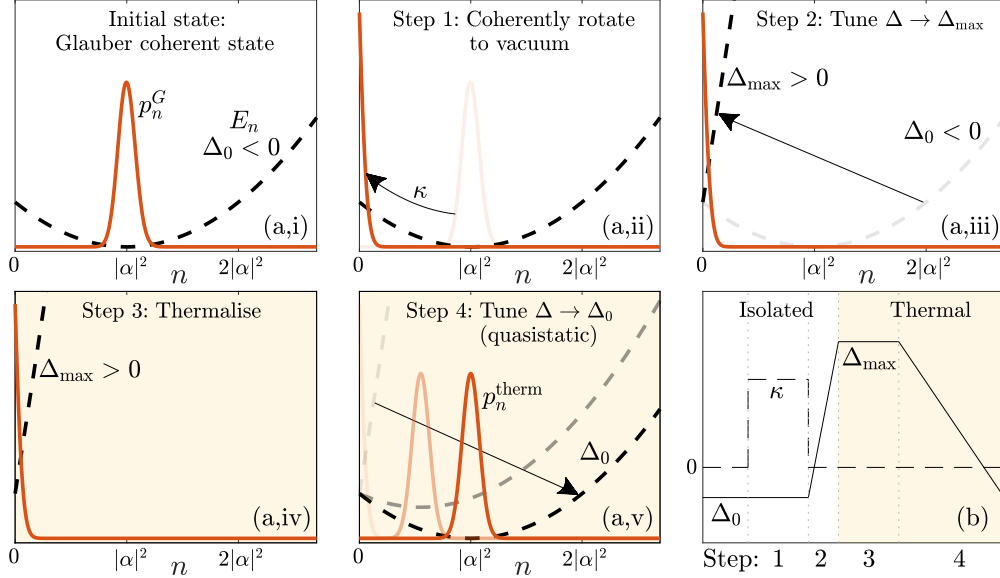 Initial state:
Glauber coherent state
p_n^G
E_n
Δ_0 < 0
(a,i)
0
|α|²
n
2|α|²
Step 1: Coherently rotate
to vacuum
κ
(a,ii)
0
|α|²
n
2|α|²
Step 2: Tune Δ → Δ_max
Δ_max > 0
Δ_0 < 0
(a,iii)
0
|α|²
n
2|α|²
Step 3: Thermalise
Δ_max > 0
(a,iv)
0
|α|²
n
2|α|²
Step 4: Tune Δ → Δ_0
(quasistatic)
p_n^therm
Δ_0
(a,v)
0
|α|²
n
2|α|²
Isolated
Thermal
Δ_max
κ
0
Δ_0
(b)
Step: 1 2 3 4